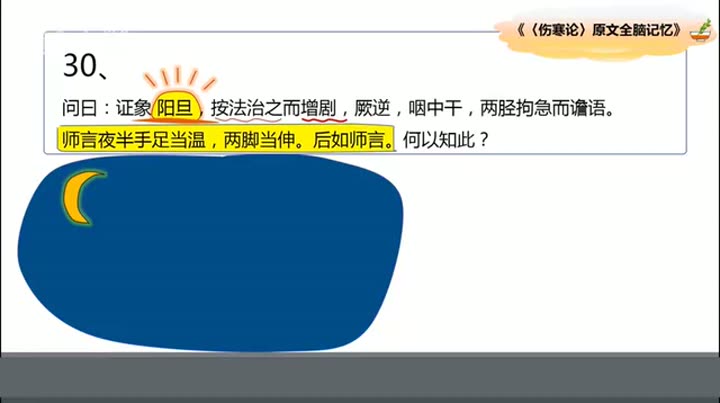 《〈伤寒论〉原文全脑记忆》
30、
问曰：证象阳旦，按法治之而增剧，厥逆，咽中干，两胫拘急而谵语。
师言夜半手足当温，两脚当伸。后如师言。何以知此？